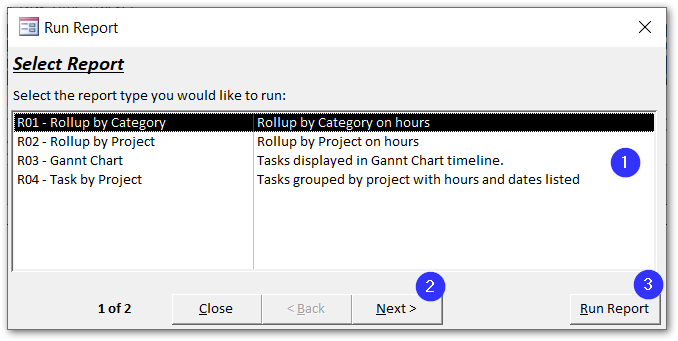 Run Report
Select Report
Select the report type you would like to run:
R01 - Rollup by Category Rollup by Category on hours
R02 - Rollup by Project Rollup by Project on hours
R03 - Gannt Chart Tasks displayed in Gannt Chart timeline.
R04 - Task by Project Tasks grouped by project with hours and dates listed
1
2
3
1 of 2 Close < Back Next > Run Report